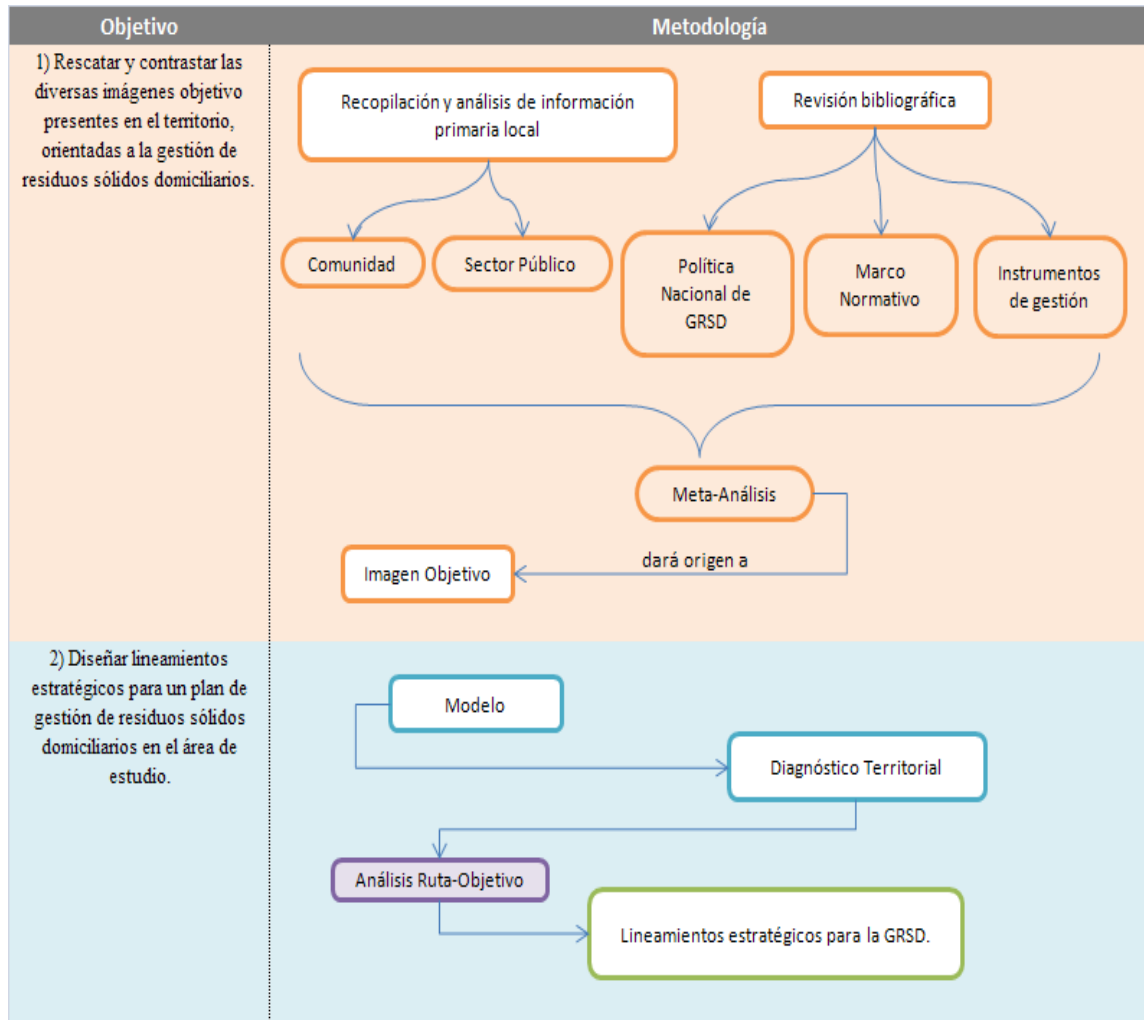 Objetivo
Metodología
1) Rescatar y contrastar las
diversas imágenes objetivo
presentes en el territorio,
orientadas a la gestión de
residuos sólidos domiciliarios.
Recopilación y análisis de información
primaria local
Revisión bibliográfica
Comunidad
Sector Público
Política
Nacional de
GRSD
Marco
Normativo
Instrumentos
de gestión
Meta-Análisis
dará origen a
Imagen Objetivo
2) Diseñar lineamientos
estratégicos para un plan de
gestión de residuos sólidos
domiciliarios en el área de
estudio.
Modelo
Diagnóstico Territorial
Análisis Ruta-Objetivo
Lineamientos estratégicos para la GRSD.